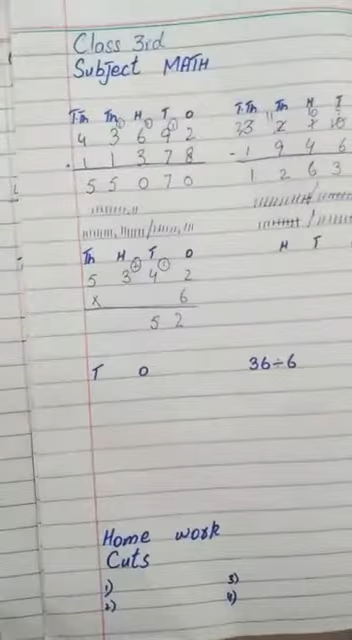 Class 3rd
Subject MATH
T.Th Th H T O
4 3 6 9 2
1 1 3 7 8
5 5 0 7 0
T.Th Th H T
- 1 9 4 6
1 2 6 3
Th H T O
5 3 4 2
x 6
5 2
H T
T O
36÷6
Home work
Cuts
1) 3)
2) 4)